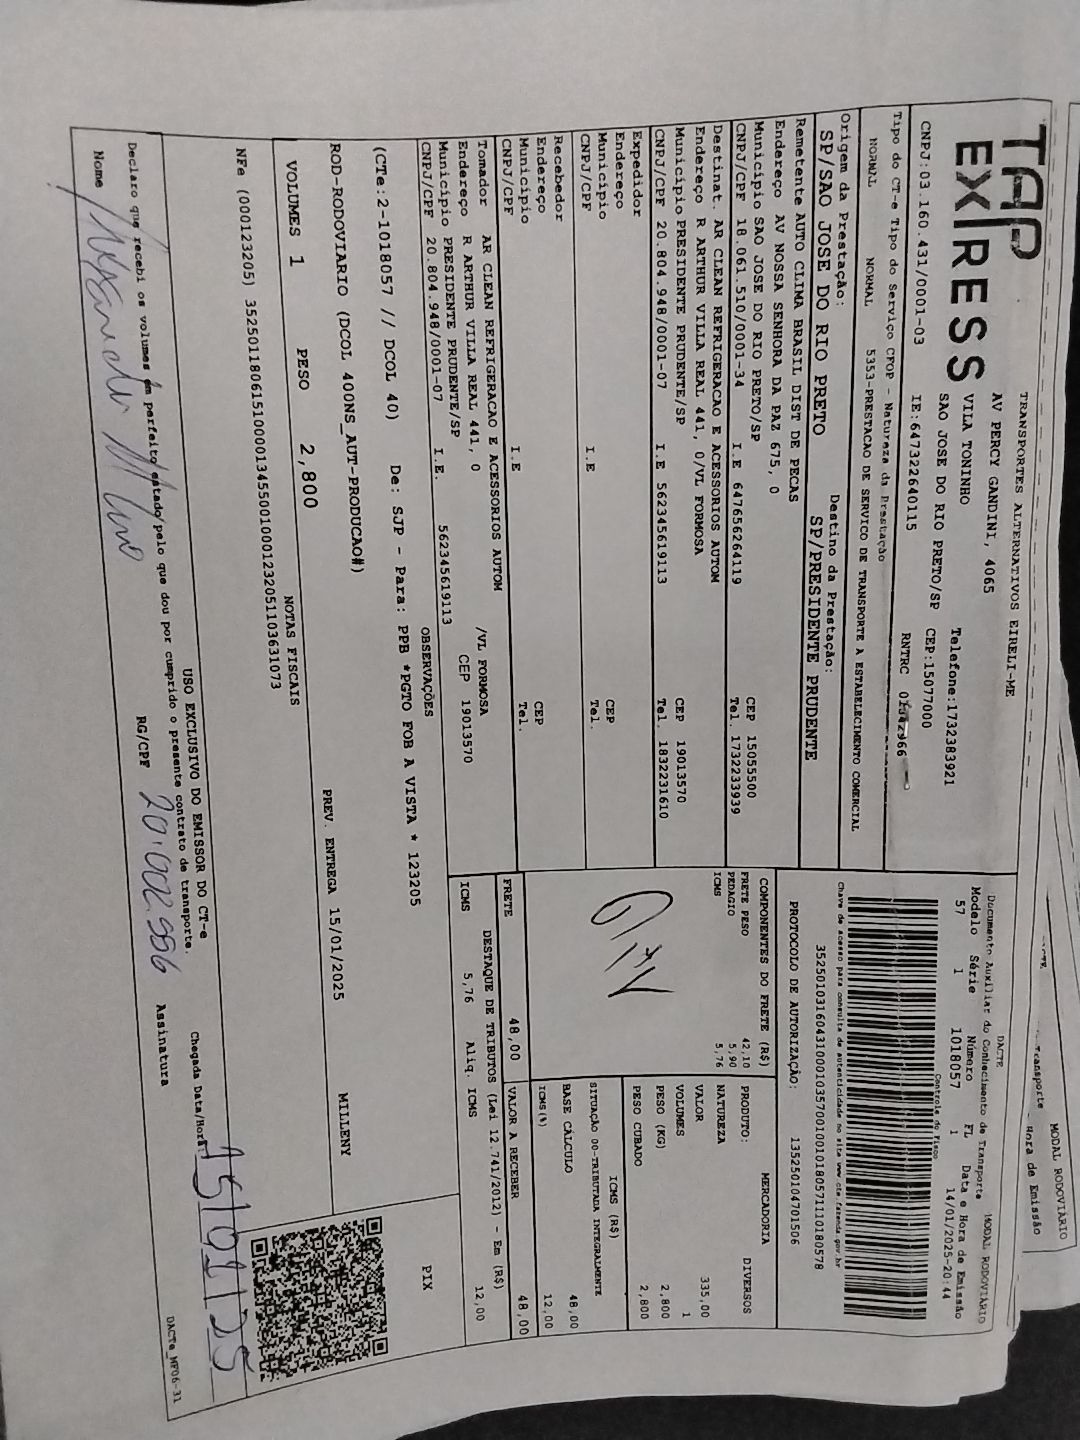 TAP
EXPRESS
TRANSPORTES ALTERNATIVOS EIRELI-ME
AV PERCY GANDINI, 4065
VILA TONINHO Telefone:1732383921
SAO JOSE DO RIO PRETO/SP CEP:15077000
CNPJ:03.160.431/0001-03 IE:647322640115 RNTRC
Tipo do CT-e Tipo do Serviço CFOP - Natureza da Prestação
NORMAL NORMAL 5353-PRESTACAO DE SERVICO DE TRANSPORTE A ESTABELECIMENTO COMERCIAL
Origem da Prestação: Destino da Prestação:
SP/SAO JOSE DO RIO PRETO SP/PRESIDENTE PRUDENTE
Remetente AUTO CLIMA BRASIL DIST DE PECAS
Endereço AV NOSSA SENHORA DA PAZ 675, 0
Município SAO JOSE DO RIO PRETO/SP CEP 15055500
CNPJ/CPF 18.061.510/0001-34 I.E 647656264119 Tel. 1732233939
Destinat. AR CLEAN REFRIGERACAO E ACESSORIOS AUTOM
Endereço R ARTHUR VILLA REAL 441, 0/VL FORMOSA
Município PRESIDENTE PRUDENTE/SP CEP 19013570
CNPJ/CPF 20.804.948/0001-07 I.E 562345619113 Tel. 1832231610
Expedidor
Endereço
Município CEP
CNPJ/CPF I.E Tel.
Recebedor
Endereço
Município CEP
CNPJ/CPF I.E Tel.
Tomador AR CLEAN REFRIGERACAO E ACESSORIOS AUTOM
Endereço R ARTHUR VILLA REAL 441, 0 /VL FORMOSA
Município PRESIDENTE PRUDENTE/SP CEP 19013570
CNPJ/CPF 20.804.948/0001-07 I.E. 562345619113
DACTE MODAL RODOVIÁRIO
Documento Auxiliar do Conhecimento de Transporte
Modelo Série Número FL Data e Hora de Emissão
57 1 1018057 1 14/01/2025-20:44
Controle do Fisco
Chave de acesso para consulta de autenticidade no site www.cte.fazenda.gov.br
35250103160431000103570010010180571110180578
PROTOCOLO DE AUTORIZAÇÃO: 135250104701506
COMPONENTES DO FRETE (R$)
FRETE PESO 42,10
PEDAGIO 5,90
ICMS 5,76
MERCADORIA
PRODUTO: DIVERSOS
NATUREZA
VALOR 335,00
VOLUMES 1
PESO (KG) 2,800
PESO CUBADO 2,800
ICMS (R$)
SITUAÇÃO 00-TRIBUTADA INTEGRALMENTE
BASE CÁLCULO 48,00
ICMS(%) 12,00
FRETE 48,00 VALOR A RECEBER 48,00
DESTAQUE DE TRIBUTOS (Lei 12.741/2012) - Em (R$)
ICMS 5,76 Aliq. ICMS 12,00
OBSERVAÇÕES
(CTe:2-1018057 // DCOL 40) De: SJP - Para: PPB *PGTO FOB A VISTA * 123205
ROD-RODOVIARIO (DCOL 400NS_AUT-PRODUCAO#)
PREV. ENTREGA 15/01/2025 MILLENY
PIX
VOLUMES 1 PESO 2,800
NOTAS FISCAIS
NFe (000123205) 35250118061510000134550010001232051103631073
USO EXCLUSIVO DO EMISSOR DO CT-e
Declaro que recebi os volumes em perfeito estado pelo que dou por cumprido o presente contrato de transporte.
Chegada Data/Hora: 15/01/25
Nome RG/CPF 20.002.556 Assinatura
DACTe_MF06-31
MODAL RODOVIÁRIO
Transporte
Hora de Emissão